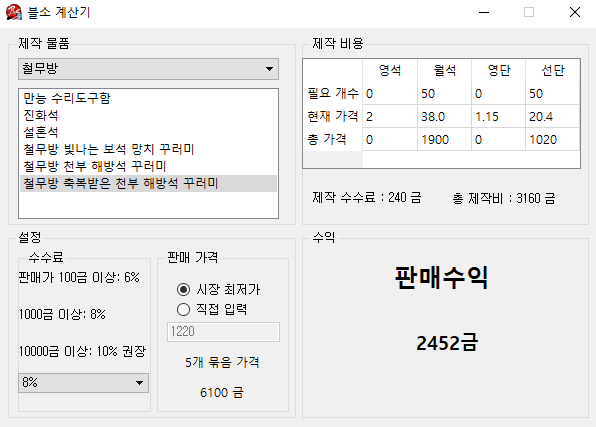 블소 계산기
제작 물품
철무방
만능 수리도구함
진화석
설혼석
철무방 빛나는 보석 망치 꾸러미
철무방 천부 해방석 꾸러미
철무방 축복받은 천부 해방석 꾸러미
제작 비용
영석 월석 영단 선단
필요 개수 0 50 0 50
현재 가격 2 38.0 1.15 20.4
총 가격 0 1900 0 1020
제작 수수료 : 240 금 총 제작비 : 3160 금
설정
수수료
판매가 100금 이상: 6%
1000금 이상: 8%
10000금 이상: 10% 권장
8%
판매 가격
시장 최저가
직접 입력
1220
5개 묶음 가격
6100 금
수익
판매수익
2452금